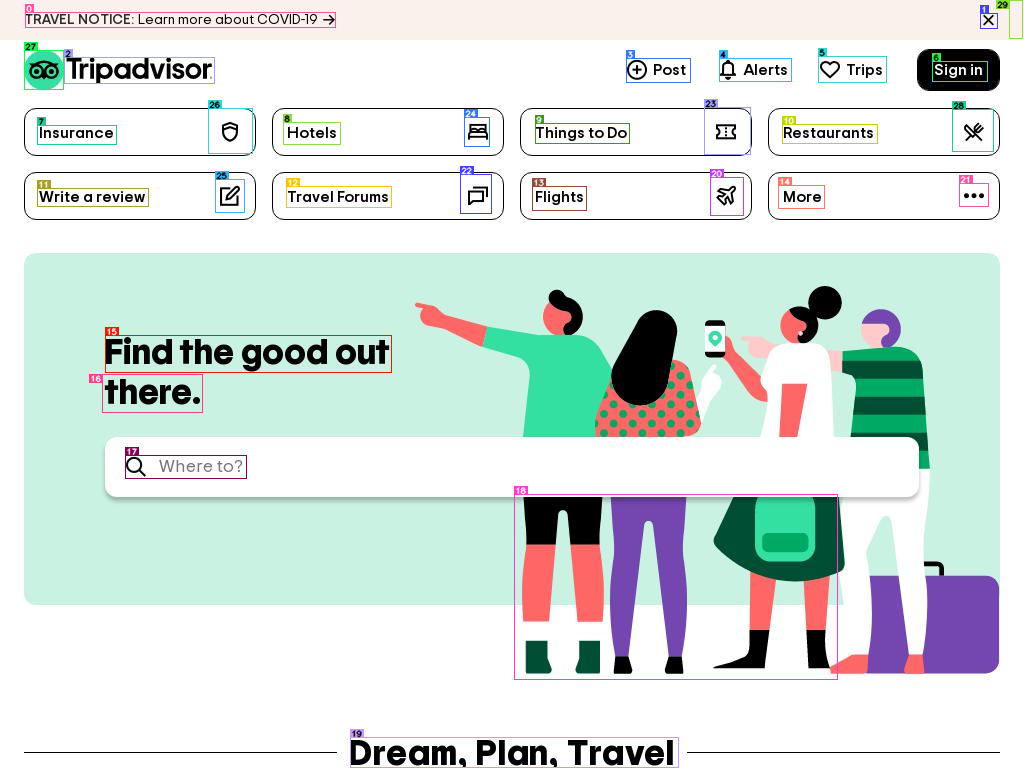 TRAVEL NOTICE: Learn more about COVID-19 →
Tripadvisor
Post
Alerts
Trips
Sign in
Insurance
Hotels
Things to Do
Restaurants
Write a review
Travel Forums
Flights
More
Find the good out
there.
Where to?
Dream, Plan, Travel
0
1
2
3
4
5
6
7
8
9
10
11
12
13
14
15
16
17
18
19
20
21
22
23
24
25
26
27
28
29